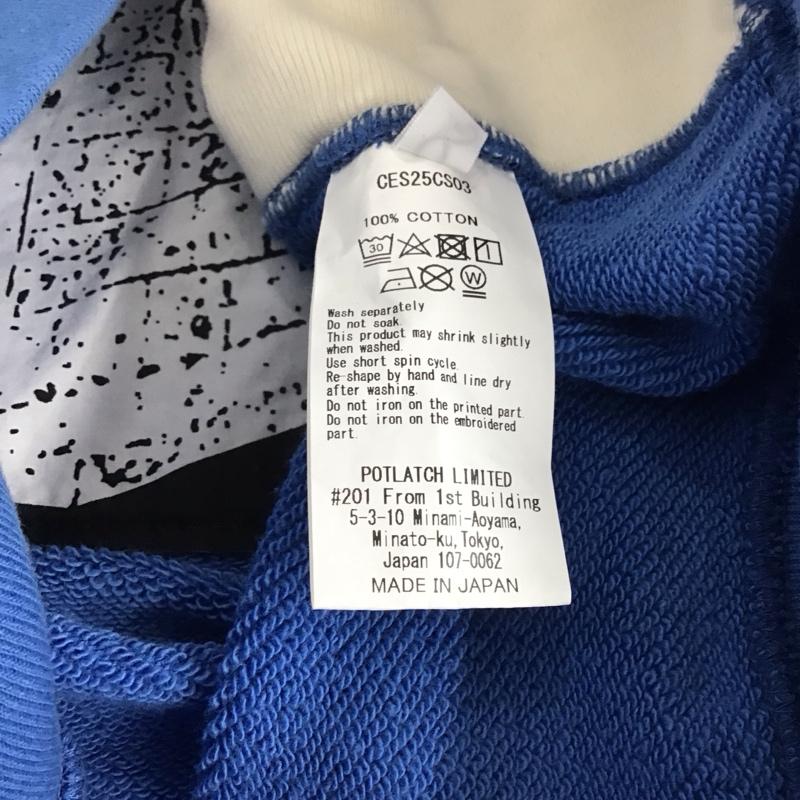 CES25CS03
100% COTTON
30
W
Wash separately
Do not soak.
This product may shrink slightly
when washed.
Use short spin cycle.
Re-shape by hand and line dry
after washing.
Do not iron on the printed part.
Do not iron on the embroidered
part.
POTLATCH LIMITED
#201 From 1st Building
5-3-10 Minami-Aoyama,
Minato-ku,Tokyo,
Japan 107-0062
MADE IN JAPAN